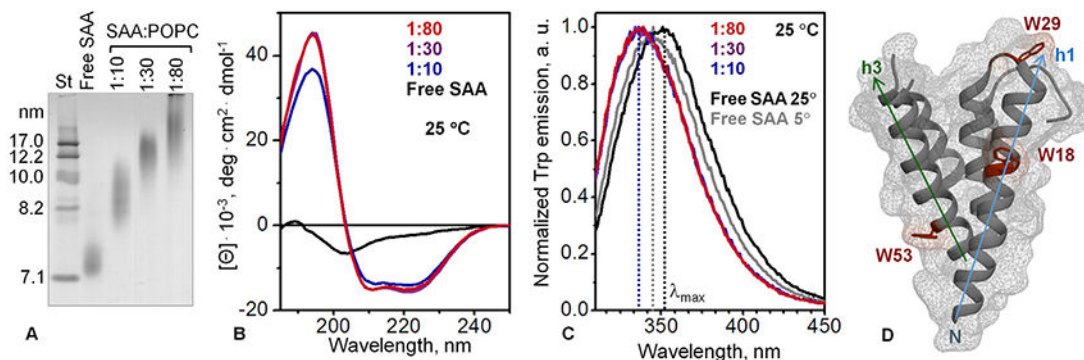 SAA:POPC
St
Free SAA
1:10
1:30
1:80
nm
17.0
12.2
10.0
8.2
7.1
A
45
30
15
0
-10
-20
[Θ]·10⁻³, deg·cm²·dmol⁻¹
1:80
1:30
1:10
Free SAA
25 °C
200 220 240
Wavelength, nm
B
1.0
0.8
0.6
0.4
0.2
0.0
Normalized Trp emission, a. u.
1:80
1:30
1:10
25 °C
Free SAA 25°
Free SAA 5°
λmax
350 400 450
Wavelength, nm
C
W29
h3
h1
W18
W53
N
D